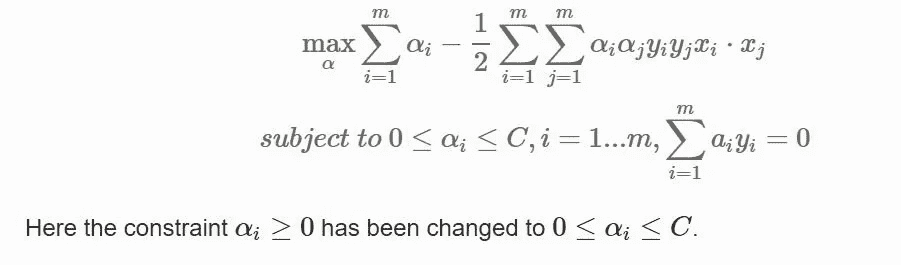 max_α ∑_{i=1}^{m} α_i − 1/2 ∑_{i=1}^{m} ∑_{j=1}^{m} α_i α_j y_i y_j x_i · x_j
subject to 0 ≤ α_i ≤ C, i = 1...m, ∑_{i=1}^{m} a_i y_i = 0
Here the constraint α_i ≥ 0 has been changed to 0 ≤ α_i ≤ C.